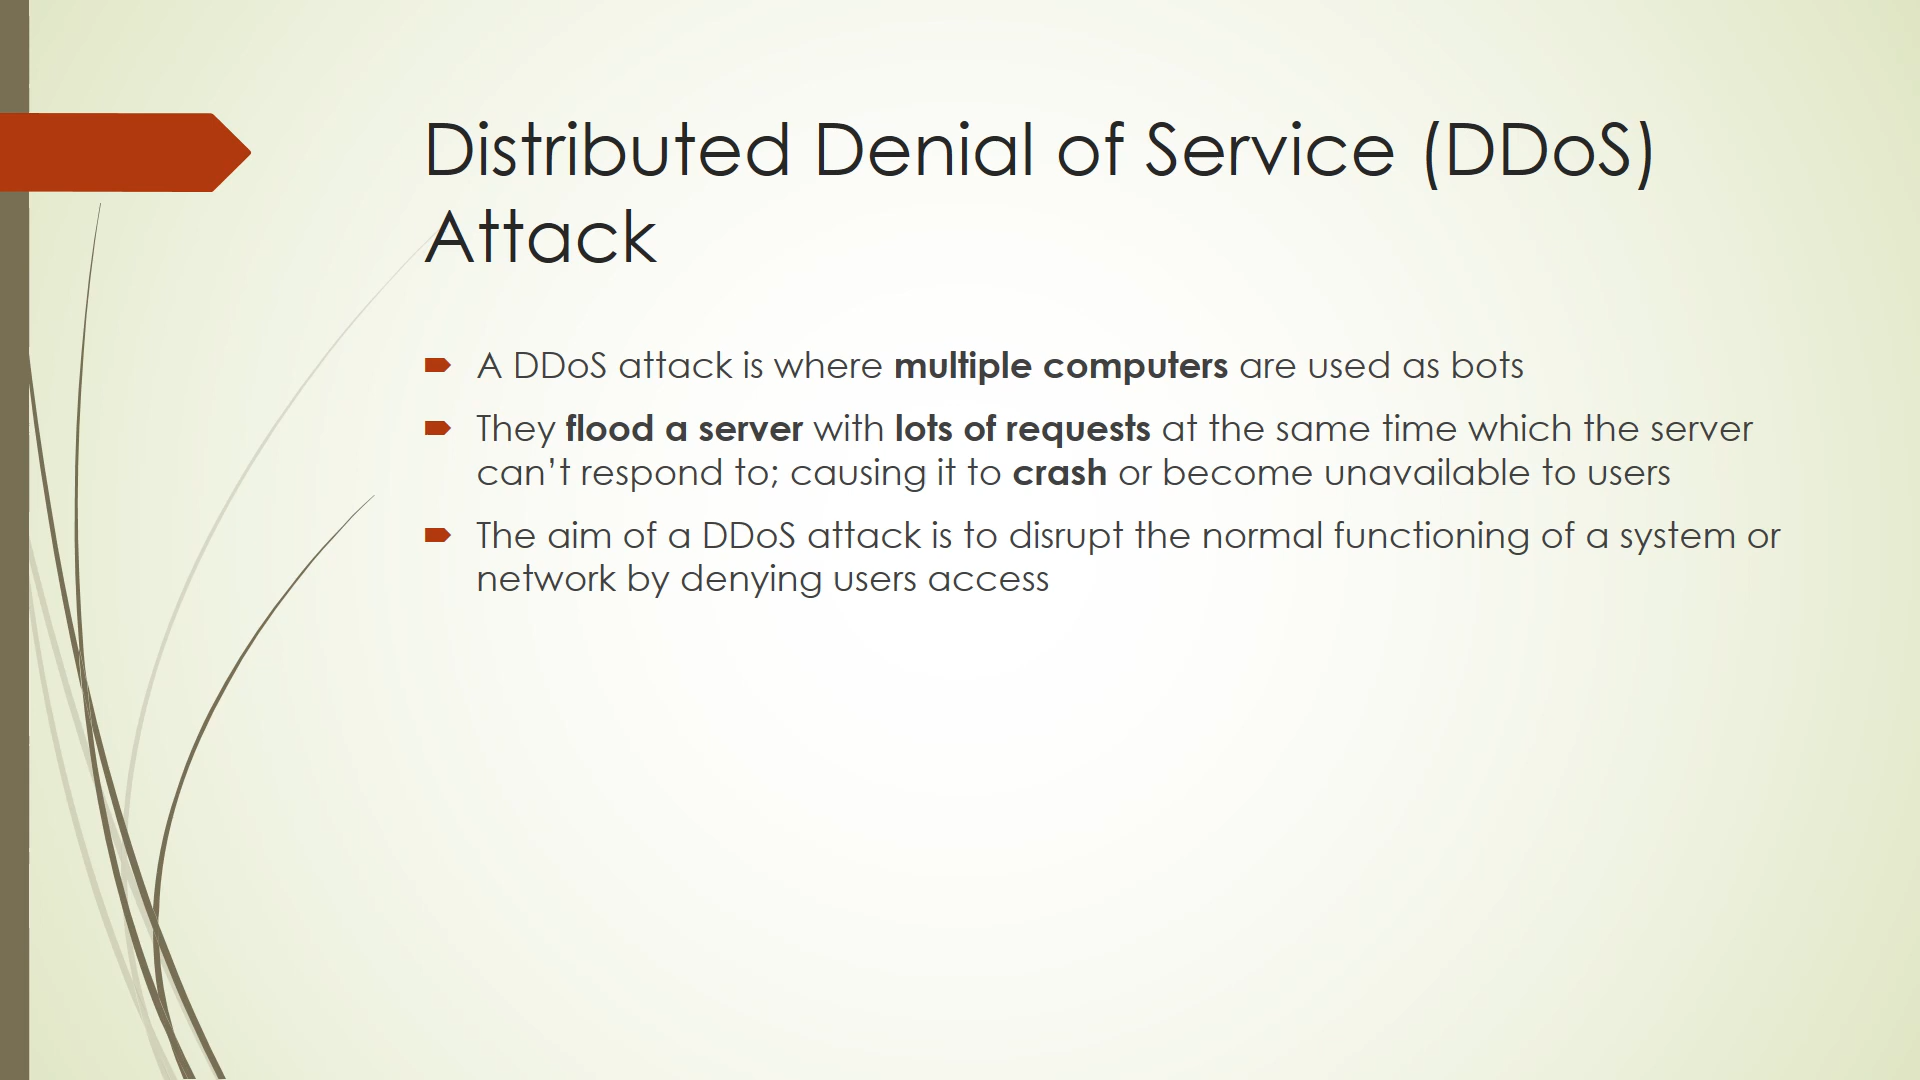 Distributed Denial of Service (DDoS)
Attack
A DDoS attack is where multiple computers are used as bots
They flood a server with lots of requests at the same time which the server
can’t respond to; causing it to crash or become unavailable to users
The aim of a DDoS attack is to disrupt the normal functioning of a system or
network by denying users access